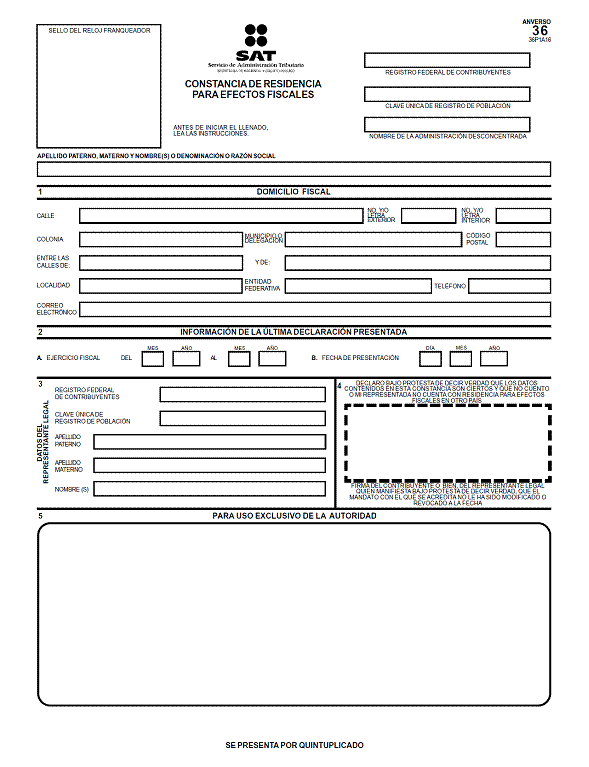 ANVERSO
36
36P1A16
SELLO DEL RELOJ FRANQUEADOR
SAT
Servicio de Administración Tributaria
SECRETARÍA DE HACIENDA Y CRÉDITO PÚBLICO
CONSTANCIA DE RESIDENCIA
PARA EFECTOS FISCALES
REGISTRO FEDERAL DE CONTRIBUYENTES
CLAVE ÚNICA DE REGISTRO DE POBLACIÓN
ANTES DE INICIAR EL LLENADO,
LEA LAS INSTRUCCIONES.
NOMBRE DE LA ADMINISTRACIÓN DESCONCENTRADA
APELLIDO PATERNO, MATERNO Y NOMBRE(S) O DENOMINACIÓN O RAZÓN SOCIAL
1 DOMICILIO FISCAL
CALLE
NO. Y/O
LETRA
EXTERIOR
NO. Y/O
LETRA
INTERIOR
COLONIA
MUNICIPIO O
DELEGACIÓN
CÓDIGO
POSTAL
ENTRE LAS
CALLES DE:
Y DE:
LOCALIDAD
ENTIDAD
FEDERATIVA
TELÉFONO
CORREO
ELECTRÓNICO
2 INFORMACIÓN DE LA ÚLTIMA DECLARACIÓN PRESENTADA
MES AÑO MES AÑO DÍA MES AÑO
A. EJERCICIO FISCAL DEL AL B. FECHA DE PRESENTACIÓN
3
DATOS DEL
REPRESENTANTE LEGAL
REGISTRO FEDERAL
DE CONTRIBUYENTES
CLAVE ÚNICA DE
REGISTRO DE POBLACIÓN
APELLIDO
PATERNO
APELLIDO
MATERNO
NOMBRE (S)
4
DECLARO BAJO PROTESTA DE DECIR VERDAD QUE LOS DATOS
CONTENIDOS EN ESTA CONSTANCIA SON CIERTOS Y QUE NO CUENTO
O MI REPRESENTADA NO CUENTA CON RESIDENCIA PARA EFECTOS
FISCALES EN OTRO PAÍS
FIRMA DEL CONTRIBUYENTE O BIEN, DEL REPRESENTANTE LEGAL
QUIEN MANIFIESTA BAJO PROTESTA DE DECIR VERDAD, QUE EL
MANDATO CON EL QUE SE ACREDITA NO LE HA SIDO MODIFICADO O
REVOCADO A LA FECHA
5 PARA USO EXCLUSIVO DE LA AUTORIDAD
SE PRESENTA POR QUINTUPLICADO